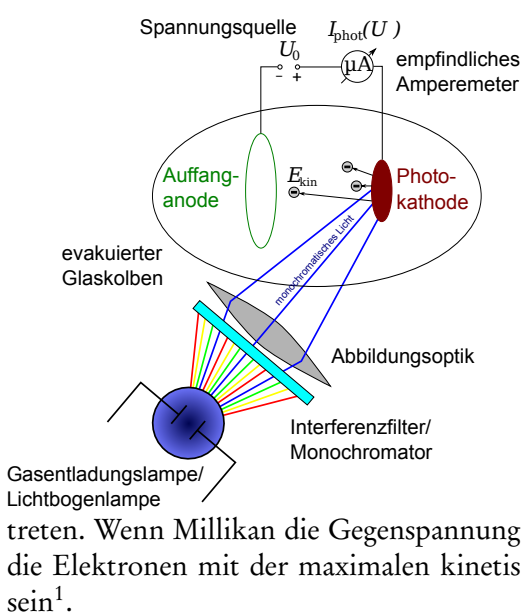 Spannungsquelle
I_phot(U )
U_0
- +
µA
empfindliches
Amperemeter
Auffang-
anode
E_kin
Photo-
kathode
monochromatisches Licht
evakuierter
Glaskolben
Abbildungsoptik
Interferenzfilter/
Monochromator
Gasentladungslampe/
Lichtbogenlampe
treten. Wenn Millikan die Gegenspannung
die Elektronen mit der maximalen kinetis
sein¹.